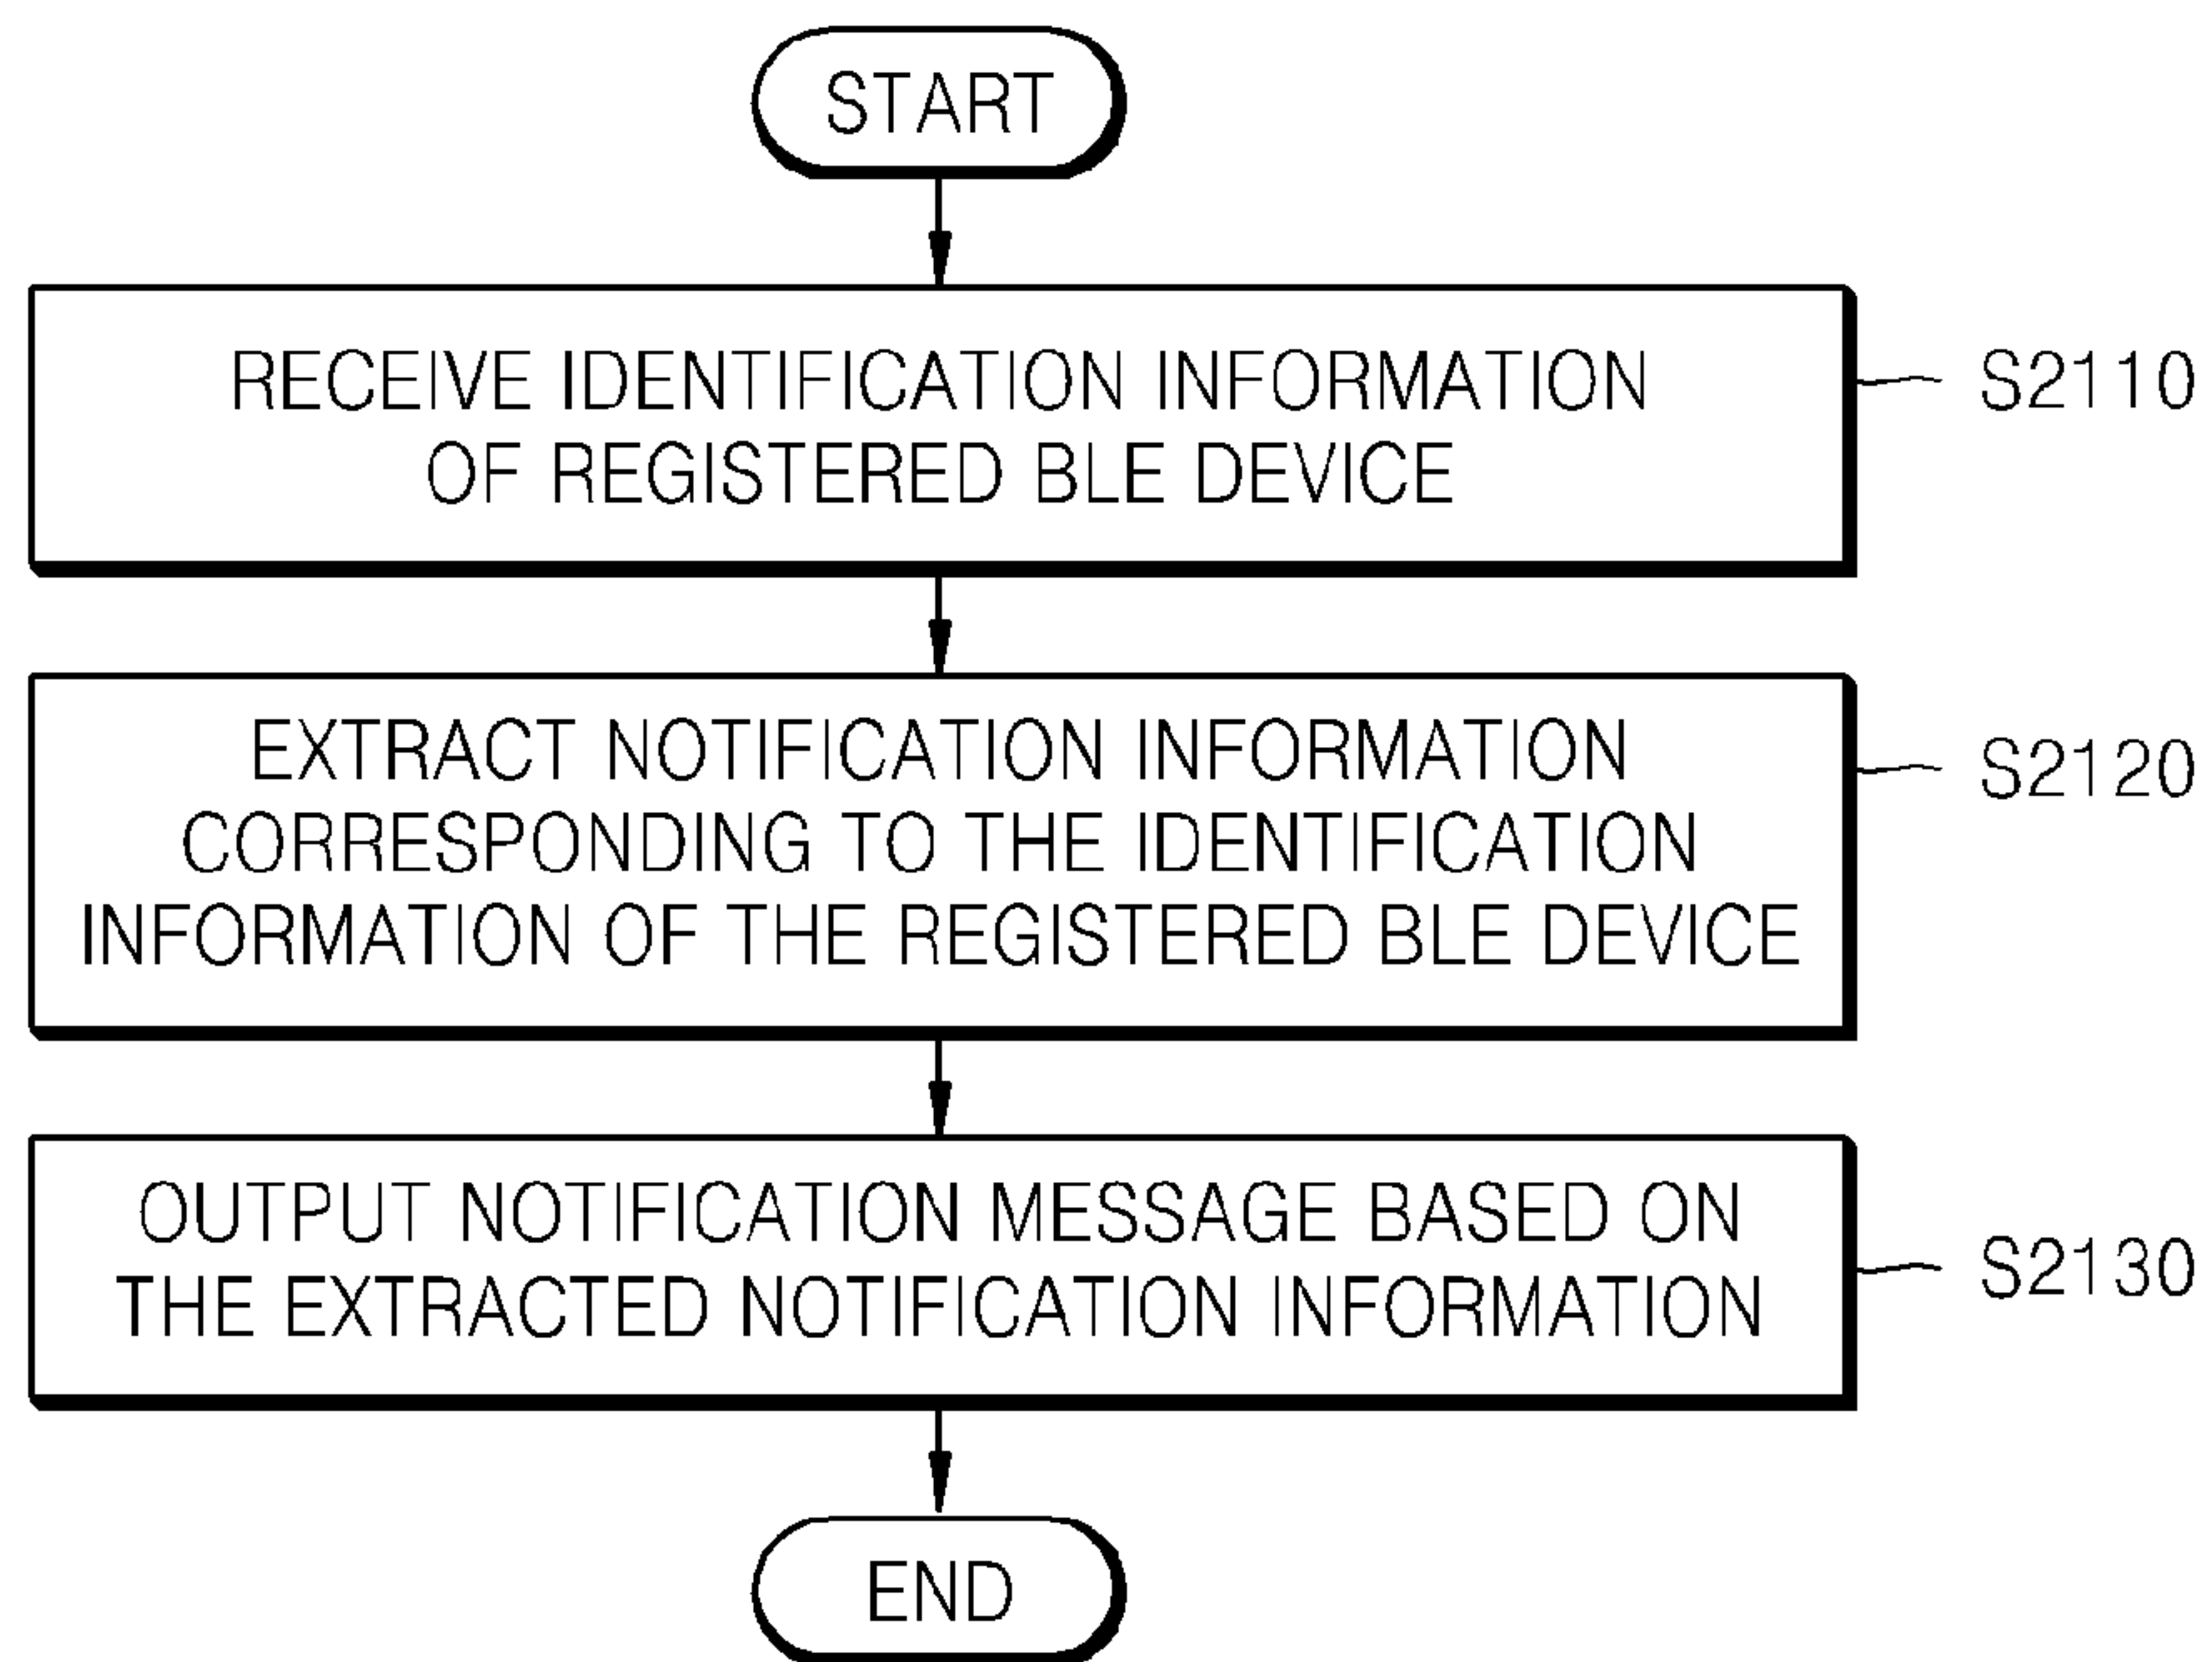 START
RECEIVE IDENTIFICATION INFORMATION
OF REGISTERED BLE DEVICE
S2110
EXTRACT NOTIFICATION INFORMATION
CORRESPONDING TO THE IDENTIFICATION
INFORMATION OF THE REGISTERED BLE DEVICE
S2120
OUTPUT NOTIFICATION MESSAGE BASED ON
THE EXTRACTED NOTIFICATION INFORMATION
S2130
END